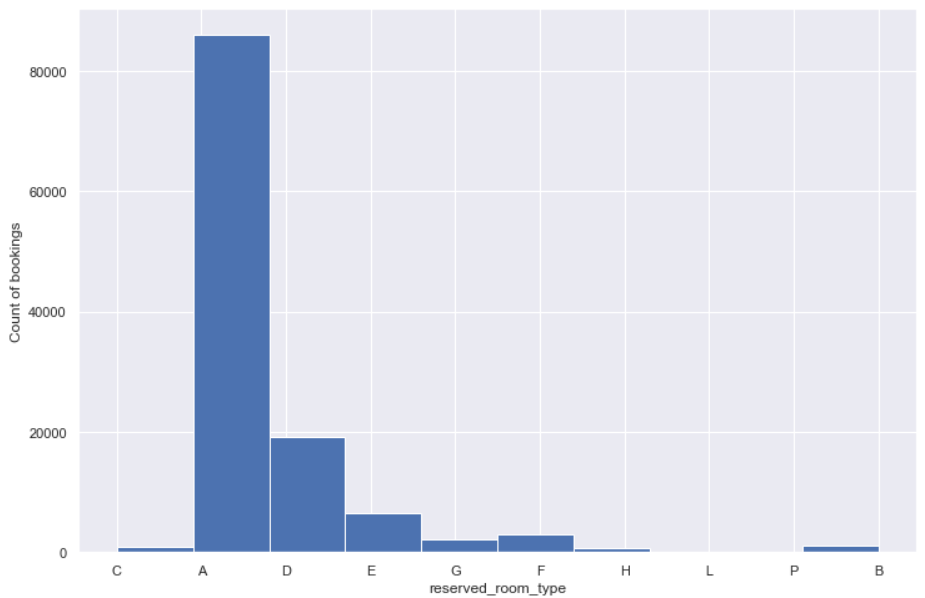 80000
60000
40000
20000
0
Count of bookings
C A D E G F H L P B
reserved_room_type